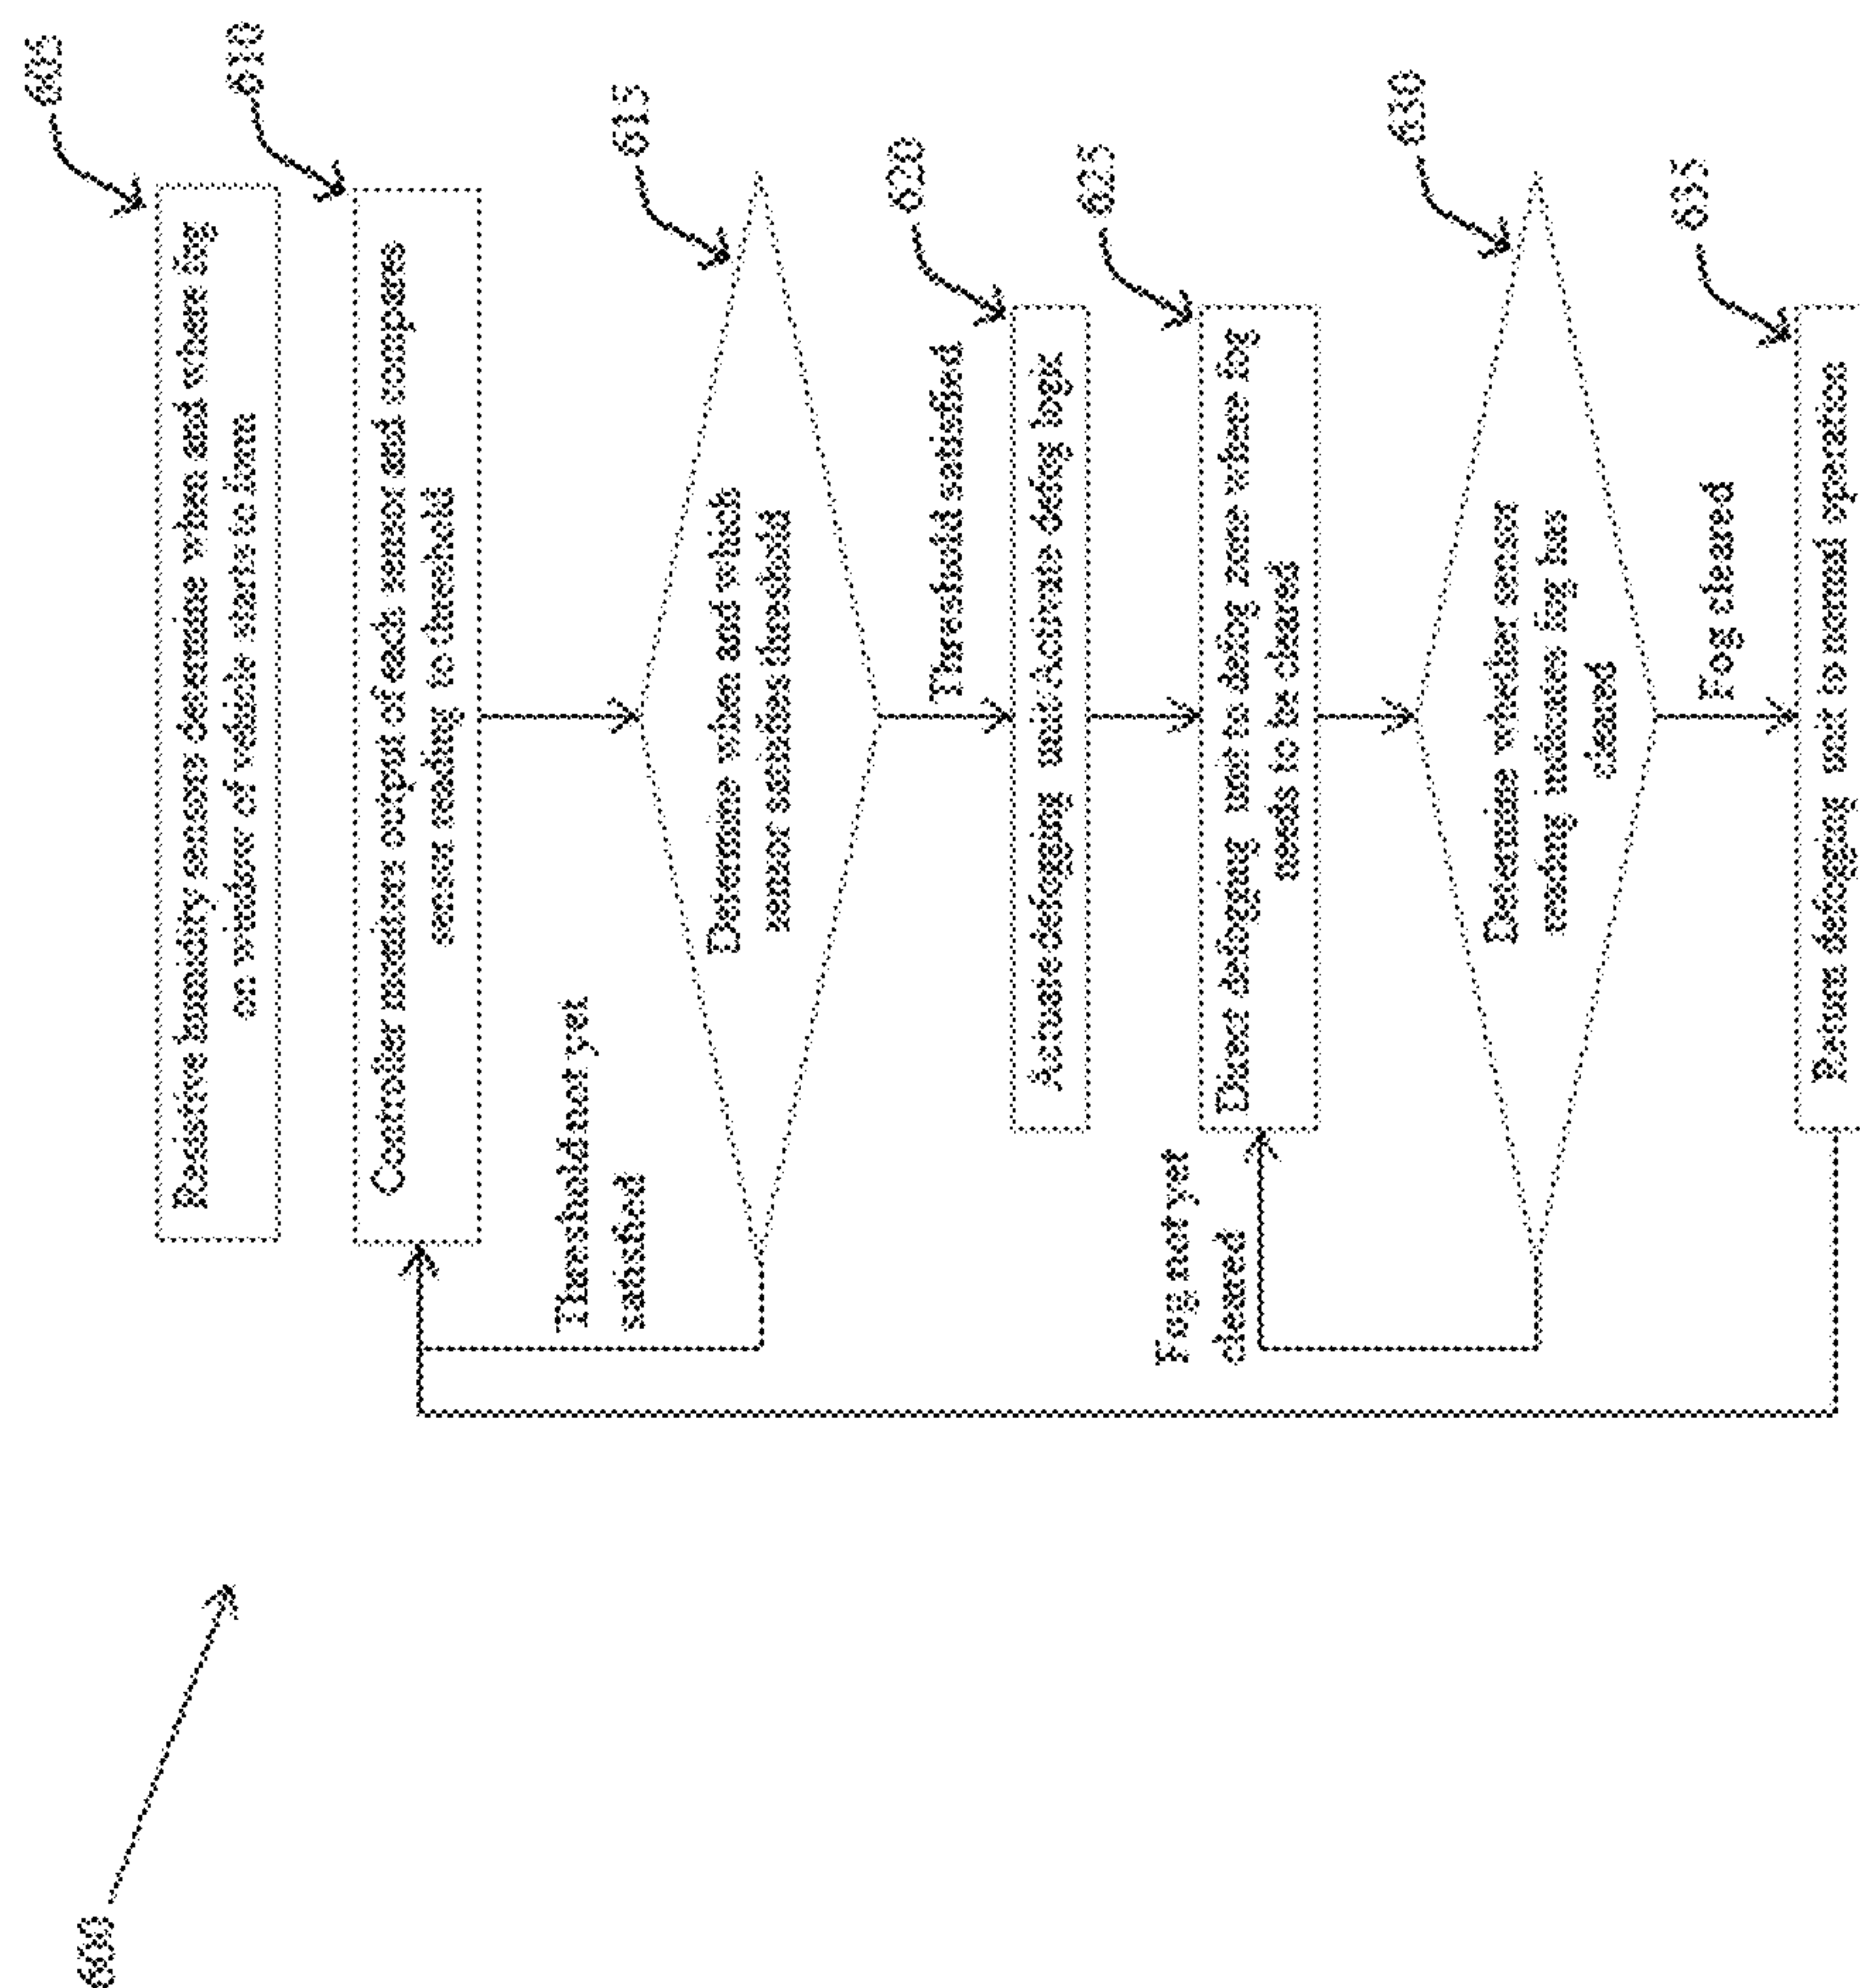 600
605
Resistive humidity sensors determine when and where fog
on window of vehicle starts to form
610
Controller monitors output of each sensor and compares
sensor reading to threshold
Threshold not yet
satisfied
615
Determine when and which
sensor satisfies threshold
Threshold satisfied
620
Actuate defogging unit/Activate defog logic
625
Direct defogging unit to defog zone where fog
needs to be cleared
Fog not yet
cleared
630
Determine whether sensor
reading indicates fog has
cleared
Fog cleared
635
Return defogging unit to normal operation